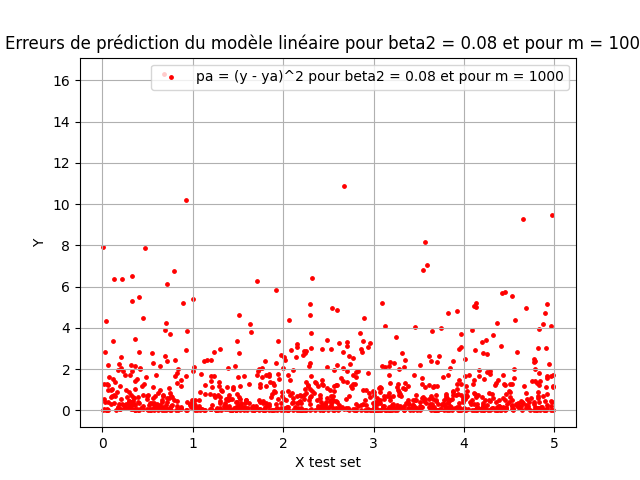 Erreurs de prédiction du modèle linéaire pour beta2 = 0.08 et pour m = 100
pa = (y - ya)^2 pour beta2 = 0.08 et pour m = 1000
16
14
12
10
8
6
4
2
0
Y
0 1 2 3 4 5
X test set